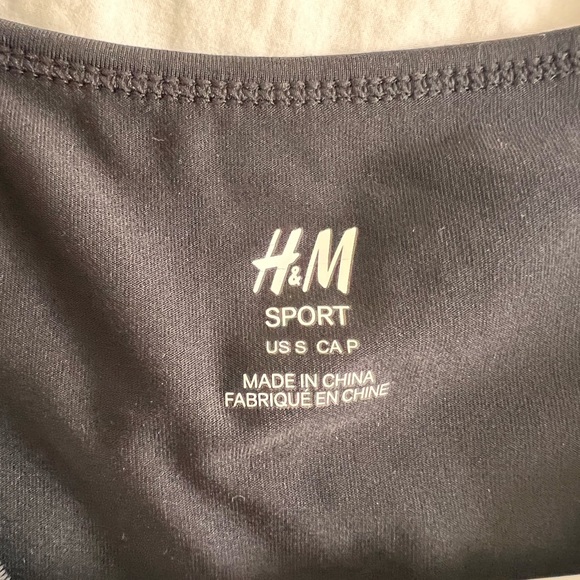 H&M
SPORT
US S CA P
MADE IN CHINA
FABRIQUÉ EN CHINE